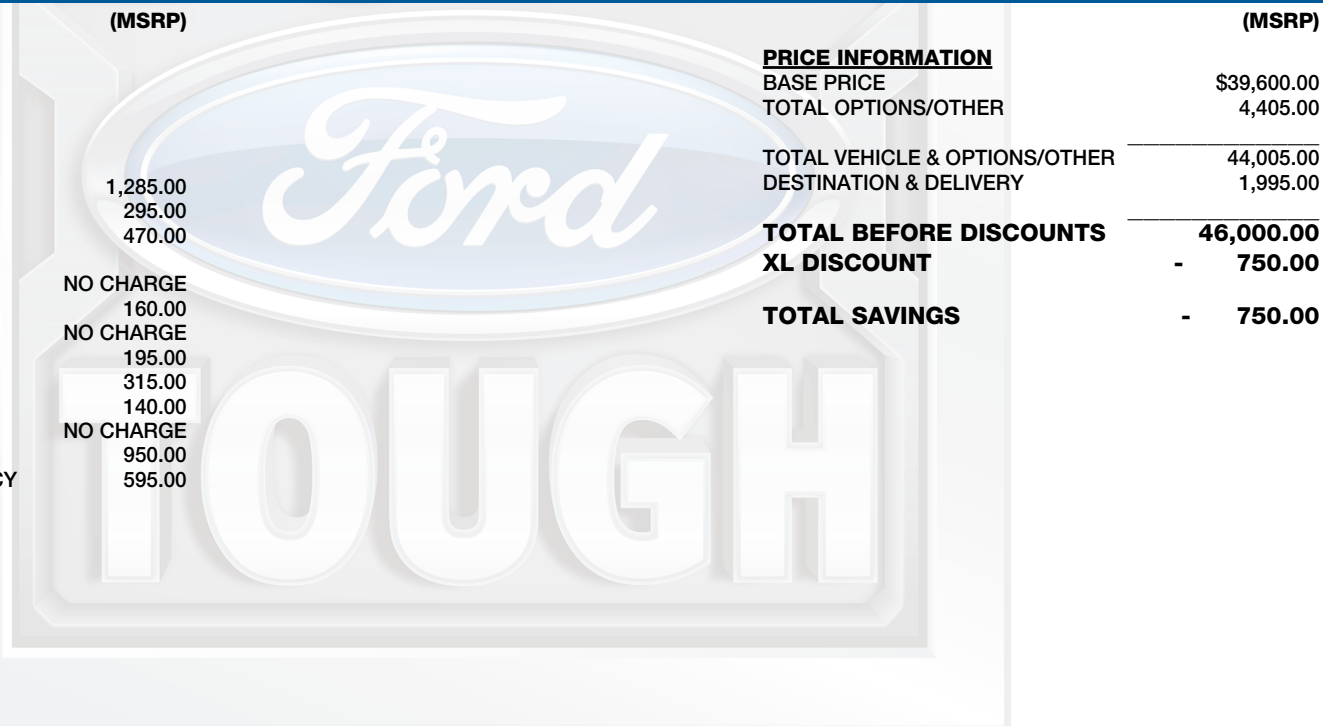 (MSRP)
1,285.00
295.00
470.00
NO CHARGE
160.00
NO CHARGE
195.00
315.00
140.00
NO CHARGE
950.00
CY 595.00
(MSRP)
PRICE INFORMATION
BASE PRICE $39,600.00
TOTAL OPTIONS/OTHER 4,405.00
TOTAL VEHICLE & OPTIONS/OTHER 44,005.00
DESTINATION & DELIVERY 1,995.00
TOTAL BEFORE DISCOUNTS 46,000.00
XL DISCOUNT - 750.00
TOTAL SAVINGS - 750.00
Ford
TOUGH